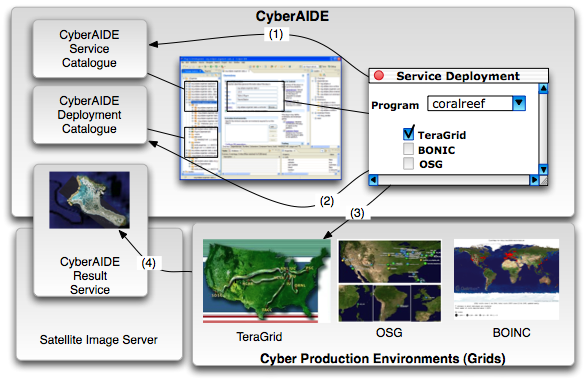 CyberAIDE
CyberAIDE
Service
Catalogue
(1)
Service Deployment
Program
coralreef
TeraGrid
BONIC
OSG
CyberAIDE
Deployment
Catalogue
(2)
(3)
CyberAIDE
Result
Service
(4)
Satellite Image Server
TeraGrid
OSG
BOINC
Cyber Production Environments (Grids)